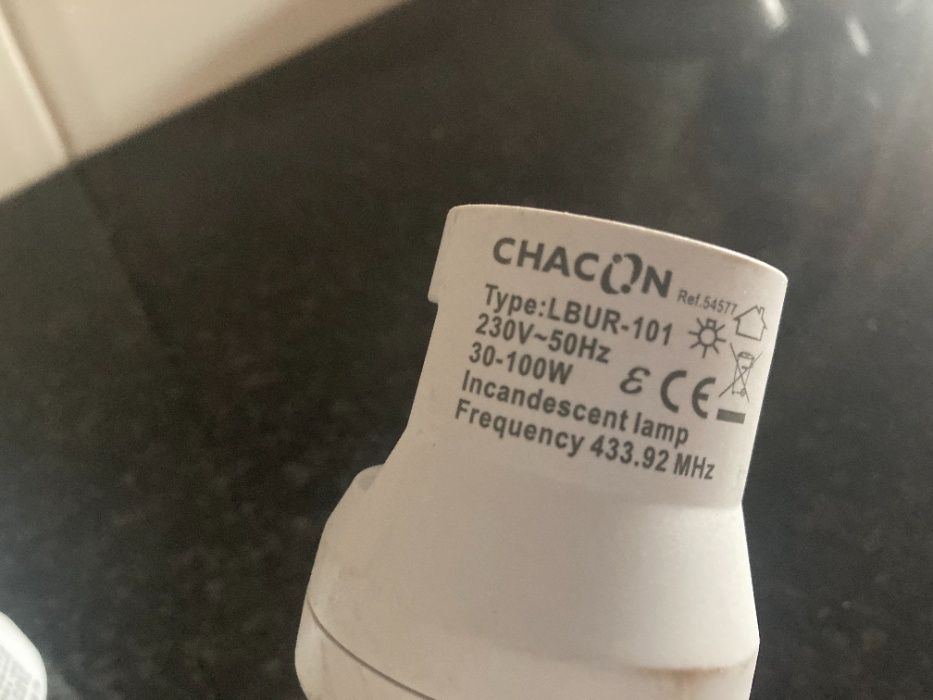 CHACON Ref.54577
Type:LBUR-101
230V~50Hz
30-100W
Incandescent lamp
Frequency 433.92 MHz